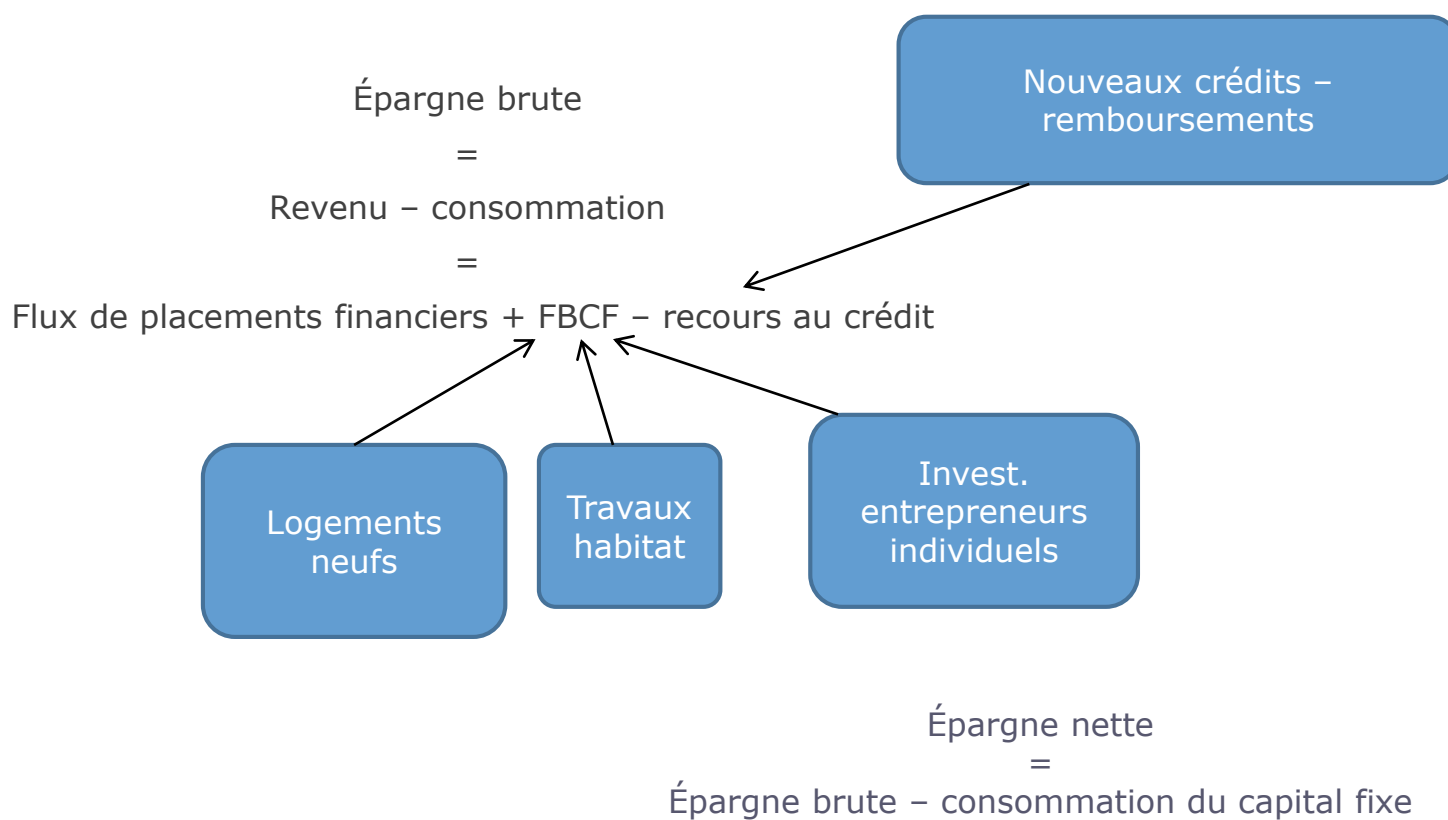 Épargne brute
=
Revenu – consommation
=
Flux de placements financiers + FBCF – recours au crédit
Nouveaux crédits –
remboursements
Logements
neufs
Travaux
habitat
Invest.
entrepreneurs
individuels
Épargne nette
=
Épargne brute – consommation du capital fixe